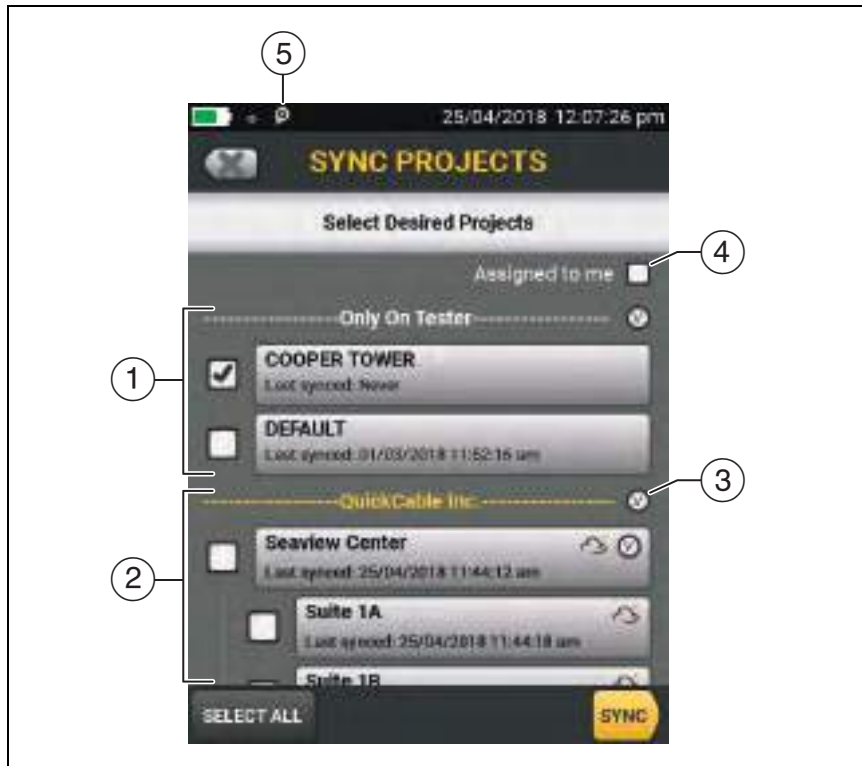 5
25/04/2018 12:07:26 pm
SYNC PROJECTS
Select Desired Projects
Assigned to me
4
Only On Tester
1
COOPER TOWER
Last synced: Never
DEFAULT
Last synced: 01/03/2018 11:52:16 am
3
QuickCable Inc.
2
Seaview Center
Last synced: 25/04/2018 11:44:12 am
Suite 1A
Last synced: 25/04/2018 11:44:18 am
Suite 1B
SELECT ALL
SYNC